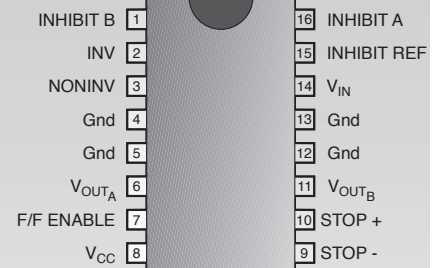 INHIBIT B 1 16 INHIBIT A
INV 2 15 INHIBIT REF
NONINV 3 14 VIN
Gnd 4 13 Gnd
Gnd 5 12 Gnd
VOUTA 6 11 VOUTB
F/F ENABLE 7 10 STOP +
VCC 8 9 STOP -